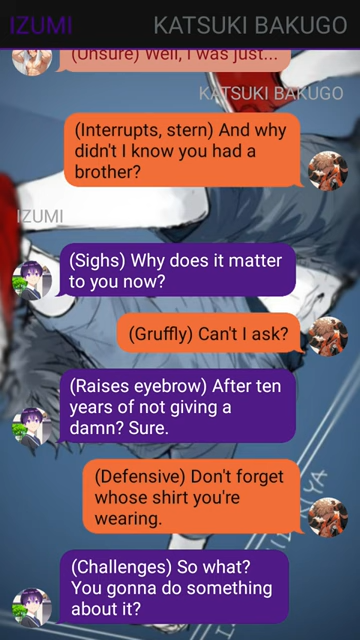 IZUMI KATSUKI BAKUGO
(Unsure) Well, I was just...
KATSUKI BAKUGO
(Interrupts, stern) And why
didn't I know you had a
brother?
IZUMI
(Sighs) Why does it matter
to you now?
(Gruffly) Can't I ask?
(Raises eyebrow) After ten
years of not giving a
damn? Sure.
(Defensive) Don't forget
whose shirt you're
wearing.
(Challenges) So what?
You gonna do something
about it?